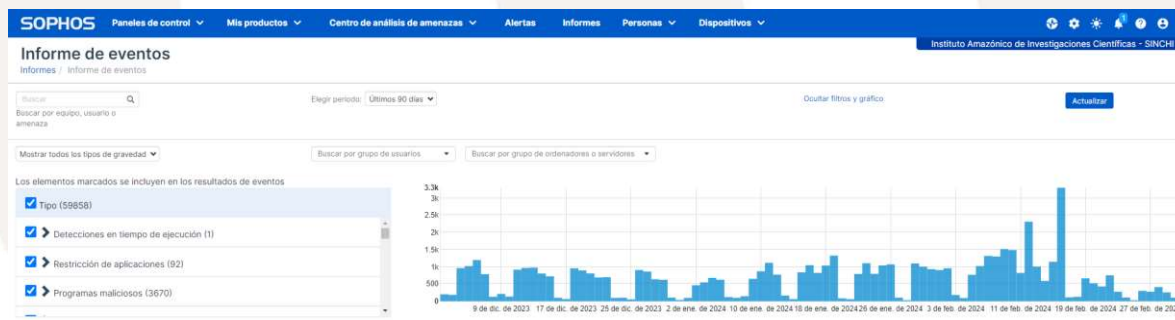 SOPHOS Paneles de control Mis productos Centro de análisis de amenazas Alertas Informes Personas Dispositivos
Instituto Amazónico de Investigaciones Científicas - SINCHI
Informe de eventos
Informes / Informe de eventos
Buscar
Buscar por equipo, usuario o
amenaza
Elegir periodo: Últimos 90 días
Ocultar filtros y gráfico
Actualizar
Mostrar todos los tipos de gravedad
Buscar por grupo de usuarios
Buscar por grupo de ordenadores o servidores
Los elementos marcados se incluyen en los resultados de eventos
Tipo (59858)
Detecciones en tiempo de ejecución (1)
Restricción de aplicaciones (92)
Programas maliciosos (3670)
3.3k
3k
2.5k
2k
1.5k
1k
500
0
9 de dic. de 2023 17 de dic. de 2023 25 de dic. de 2023 2 de ene. de 2024 10 de ene. de 2024 18 de ene. de 2024 26 de ene. de 2024 3 de feb. de 2024 11 de feb. de 2024 19 de feb. de 2024 27 de feb. de 202